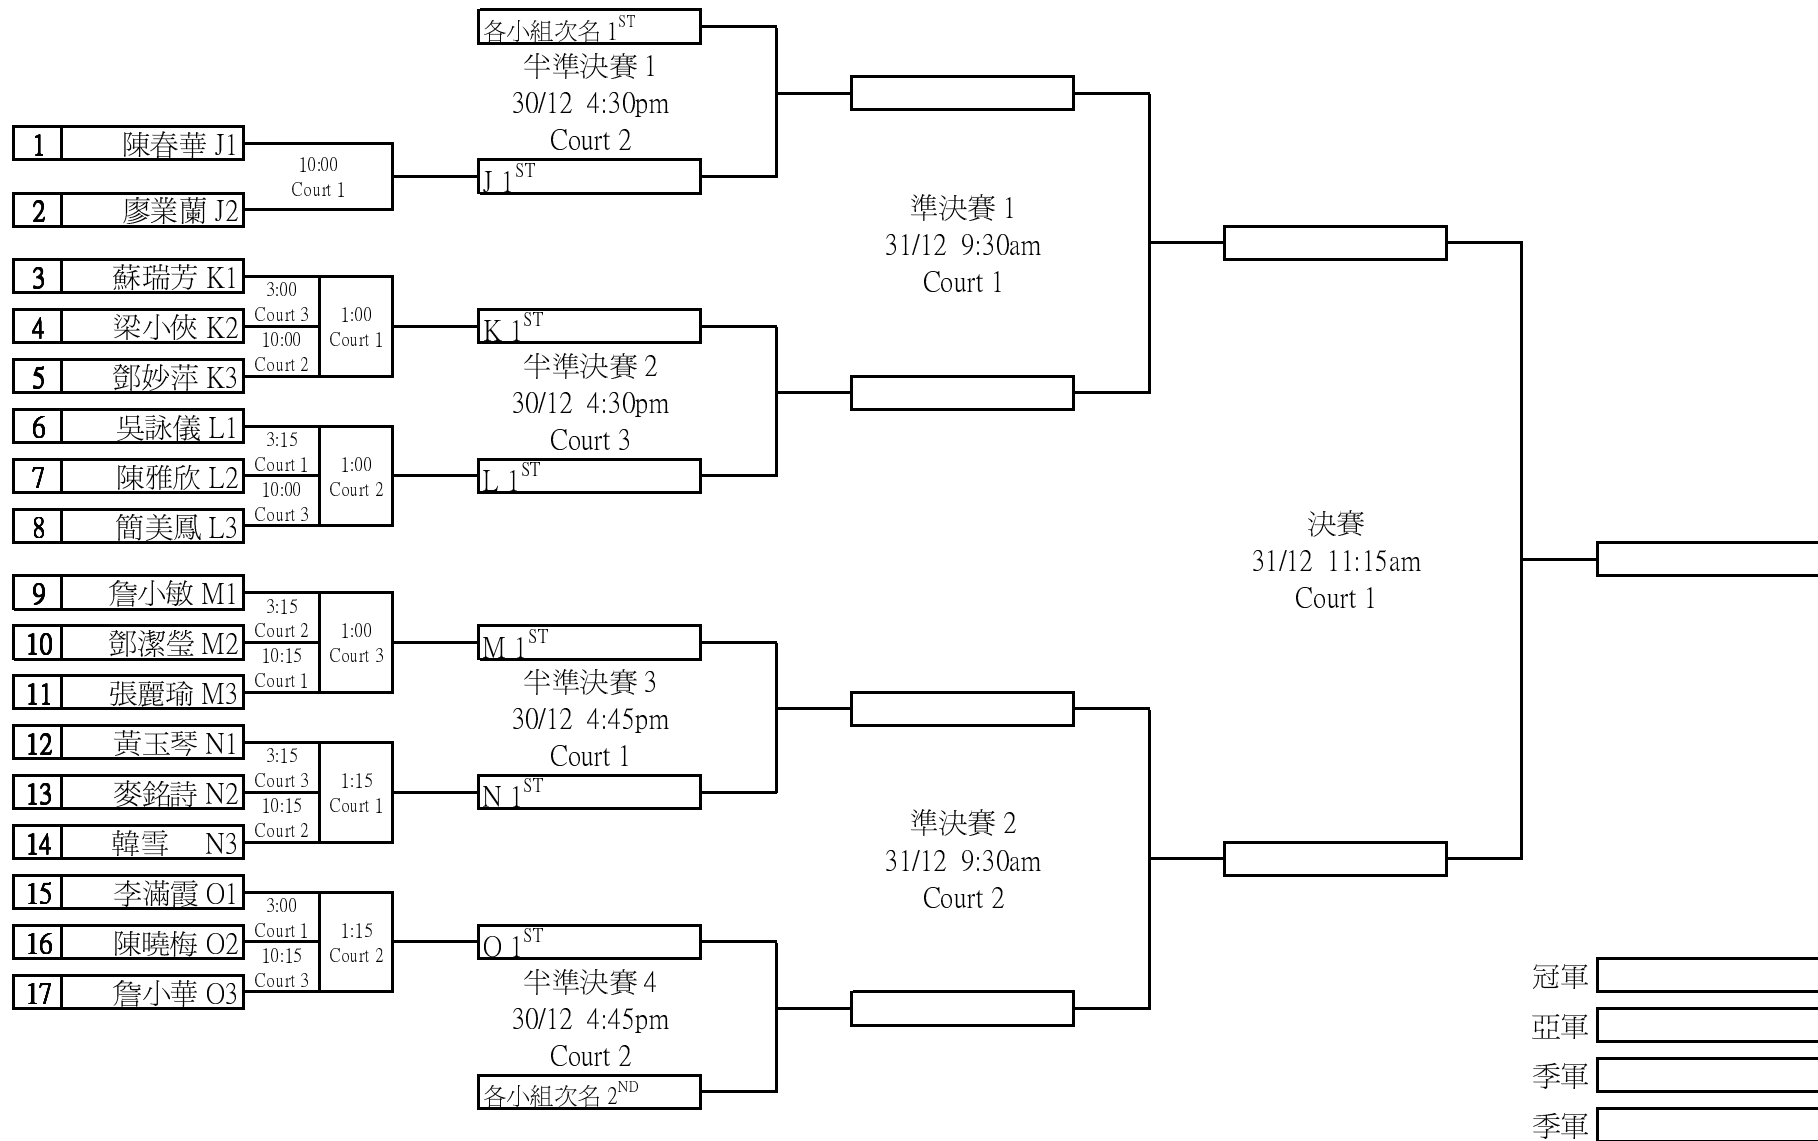 各小組次名 1ST
半準決賽 1
30/12 4:30pm
Court 2
J 1ST
1 陳春華 J1
10:00
Court 1
2 廖業蘭 J2
3 蘇瑞芳 K1
3:00
Court 3
4 梁小俠 K2
10:00
Court 2
5 鄧妙萍 K3
1:00
Court 1
6 吳詠儀 L1
3:15
Court 1
7 陳雅欣 L2
10:00
Court 3
8 簡美鳳 L3
1:00
Court 2
K 1ST
半準決賽 2
30/12 4:30pm
Court 3
L 1ST
準決賽 1
31/12 9:30am
Court 1
9 詹小敏 M1
3:15
Court 2
10 鄧潔瑩 M2
10:15
Court 1
11 張麗瑜 M3
1:00
Court 3
12 黃玉琴 N1
3:15
Court 3
13 麥銘詩 N2
10:15
Court 2
14 韓雪 N3
1:15
Court 1
M 1ST
半準決賽 3
30/12 4:45pm
Court 1
N 1ST
15 李滿霞 O1
3:00
Court 1
16 陳曉梅 O2
10:15
Court 3
17 詹小華 O3
1:15
Court 2
O 1ST
半準決賽 4
30/12 4:45pm
Court 2
各小組次名 2ND
準決賽 2
31/12 9:30am
Court 2
決賽
31/12 11:15am
Court 1
冠軍
亞軍
季軍
季軍